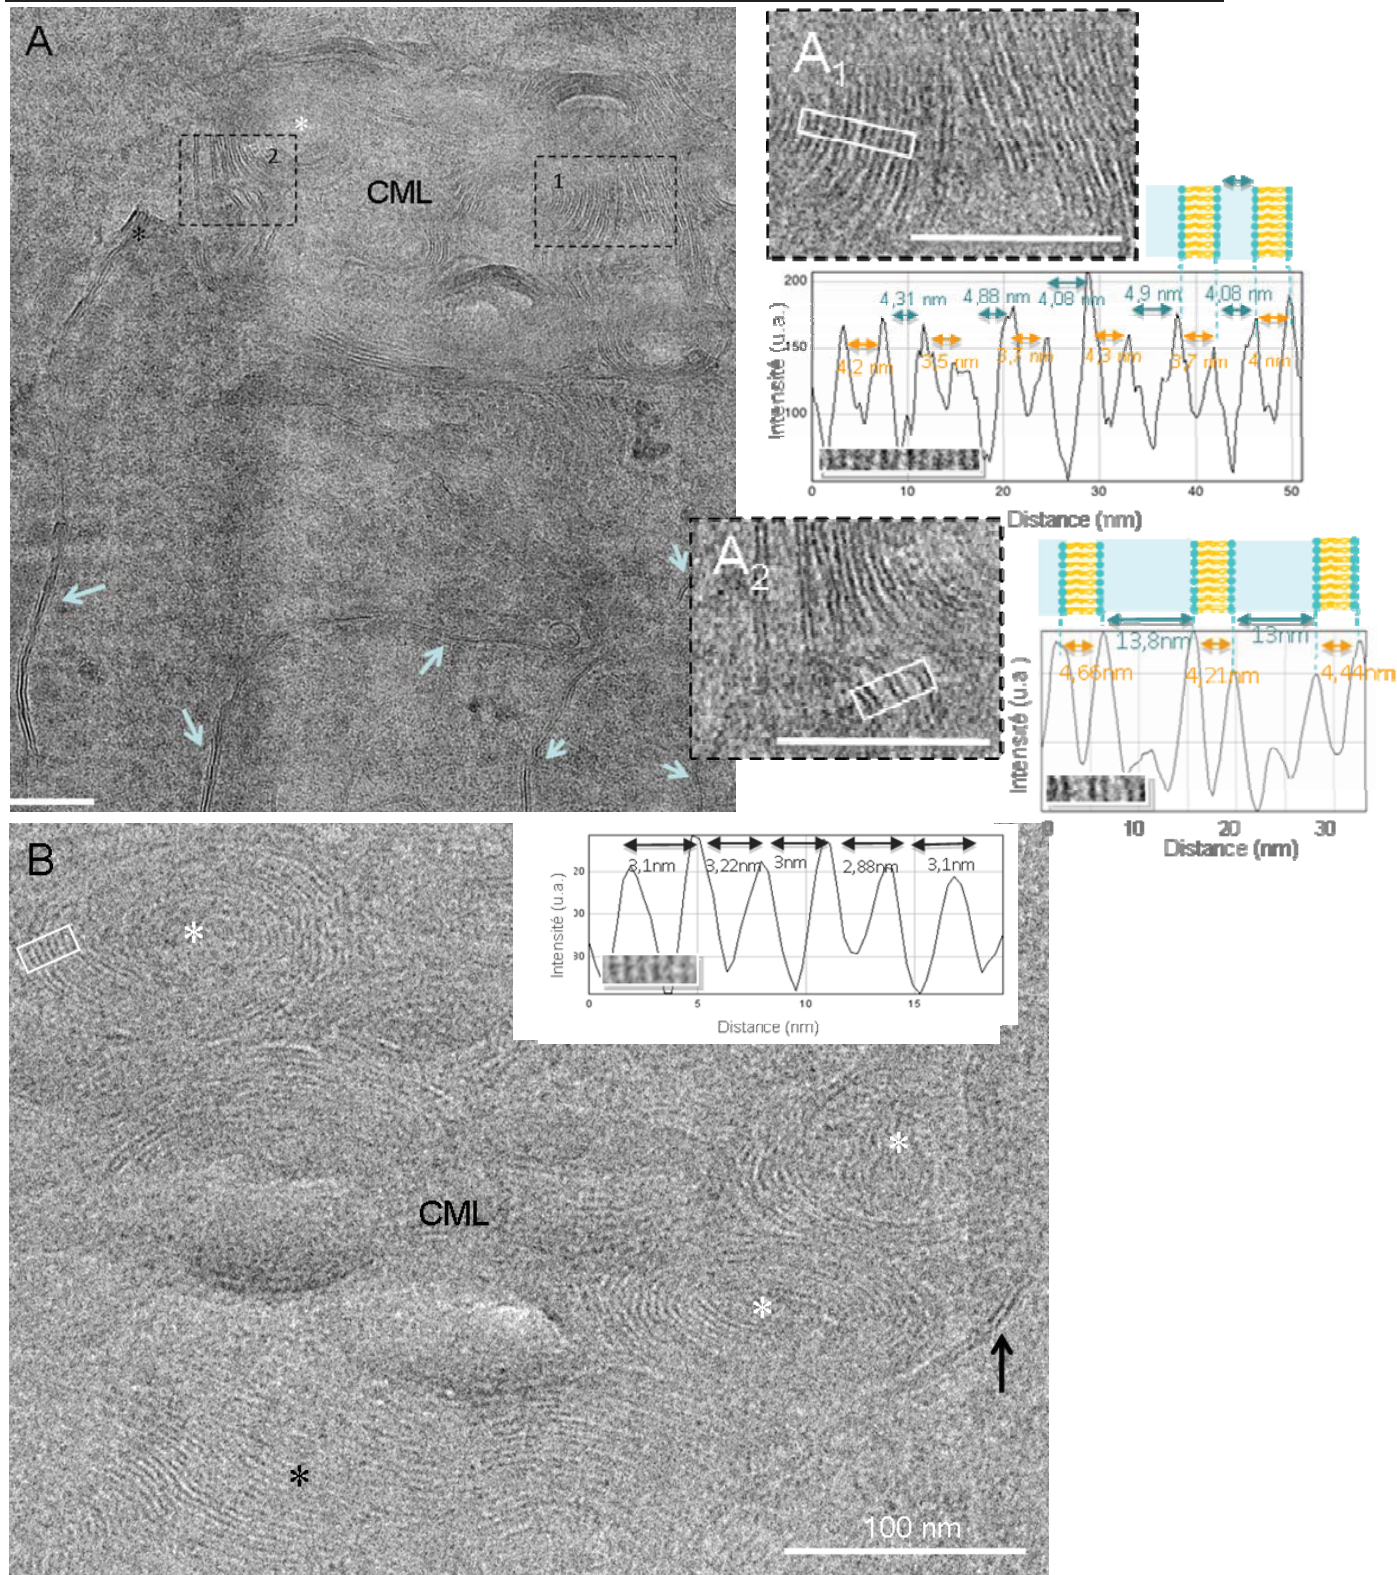 A
*
2
1
CML
*
A1
4,31 nm
4,88 nm
4,08 nm
4,9 nm
4,08 nm
4,2 nm
3,5 nm
3,7 nm
4,3 nm
3,7 nm
4 nm
200
150
100
Intensité (u.a.)
0 10 20 30 40 50
Distance (nm)
A2
13,8nm
13nm
4,66nm
4,21nm
4,44nm
Intensité (u.a)
0 10 20 30
Distance (nm)
B
*
3,1nm
3,22nm
3nm
2,88nm
3,1nm
Intensité (u.a.)
0 5 10 15
Distance (nm)
*
CML
*
*
100 nm